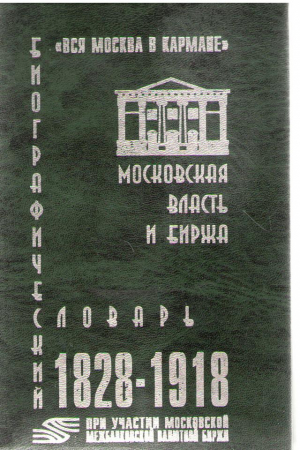 «ВСЯ МОСКВА В КАРМАНЕ»
БИОГРАФИЧЕСКИЙ
МОСКОВСКАЯ
ВЛАСТЬ
И БИРЖА
СЛОВАРЬ
1828-1918
ПРИ УЧАСТИИ МОСКОВСКОЙ
МЕЖБАНКОВСКОЙ ВАЛЮТНОЙ БИРЖИ